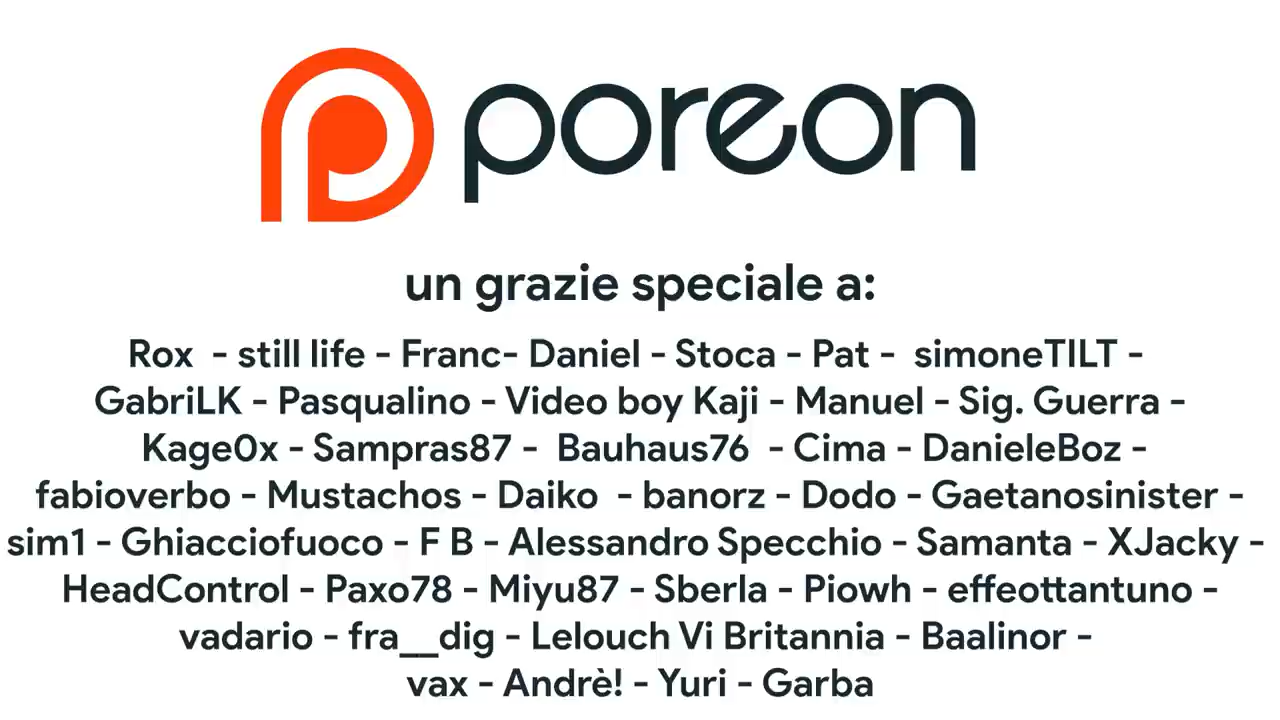 poreon
un grazie speciale a:
Rox - still life - Franc- Daniel - Stoca - Pat - simoneTILT -
GabriLK - Pasqualino - Video boy Kaji - Manuel - Sig. Guerra -
Kage0x - Sampras87 - Bauhaus76 - Cima - DanieleBoz -
fabioverbo - Mustachos - Daiko - banorz - Dodo - Gaetanosinister -
sim1 - Ghiacciofuoco - F B - Alessandro Specchio - Samanta - XJacky -
HeadControl - Paxo78 - Miyu87 - Sberla - Piowh - effeottantuno -
vadario - fra__dig - Lelouch Vi Britannia - Baalinor -
vax - Andrè! - Yuri - Garba